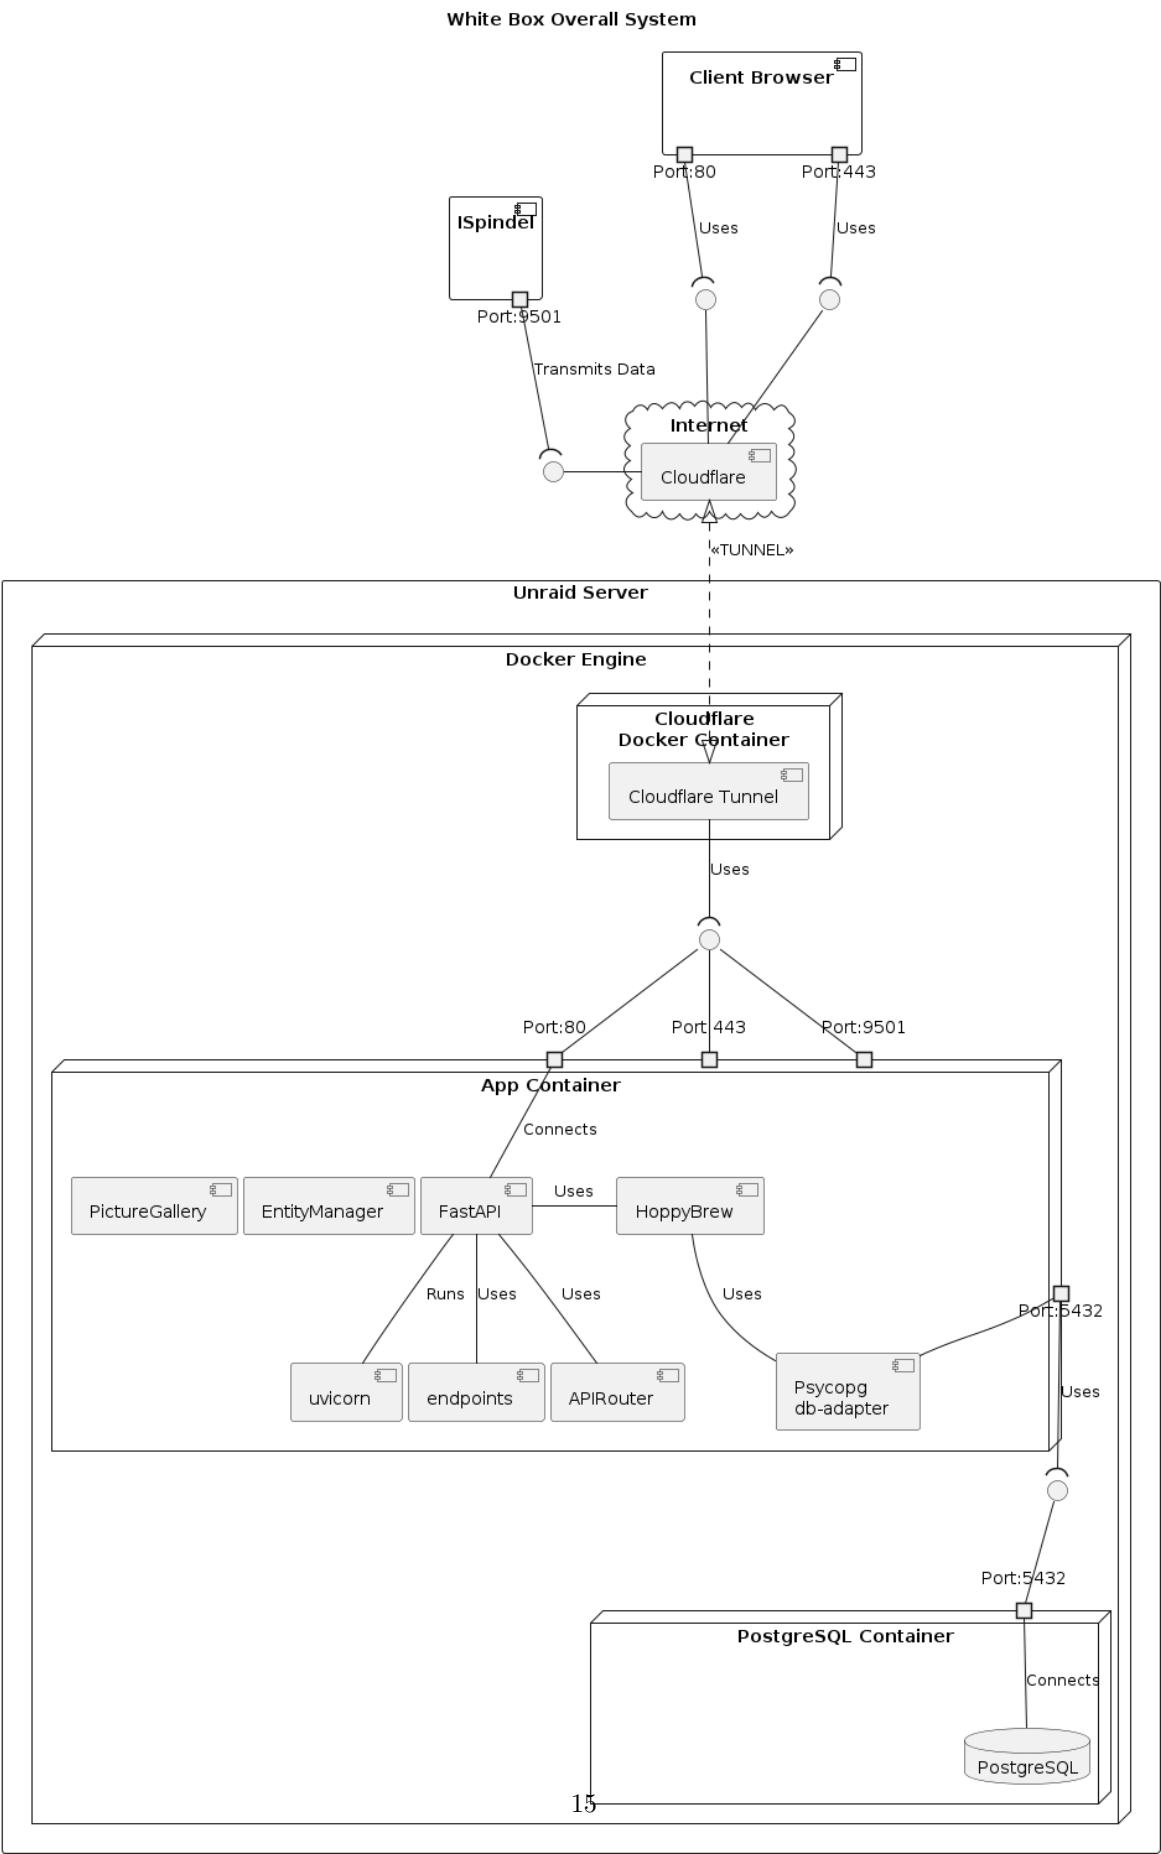 White Box Overall System
Client Browser
Port:80
Port:443
ISpindel
Uses
Uses
Port:9501
Transmits Data
Internet
Cloudflare
«TUNNEL»
Unraid Server
Docker Engine
Cloudflare
Docker Container
Cloudflare Tunnel
Uses
Port:80
Port:443
Port:9501
App Container
Connects
PictureGallery
EntityManager
FastAPI
Uses
HoppyBrew
Runs
Uses
Uses
Uses
Port:5432
uvicorn
endpoints
APIRouter
Psycopg
db-adapter
Uses
Port:5432
PostgreSQL Container
Connects
PostgreSQL
15